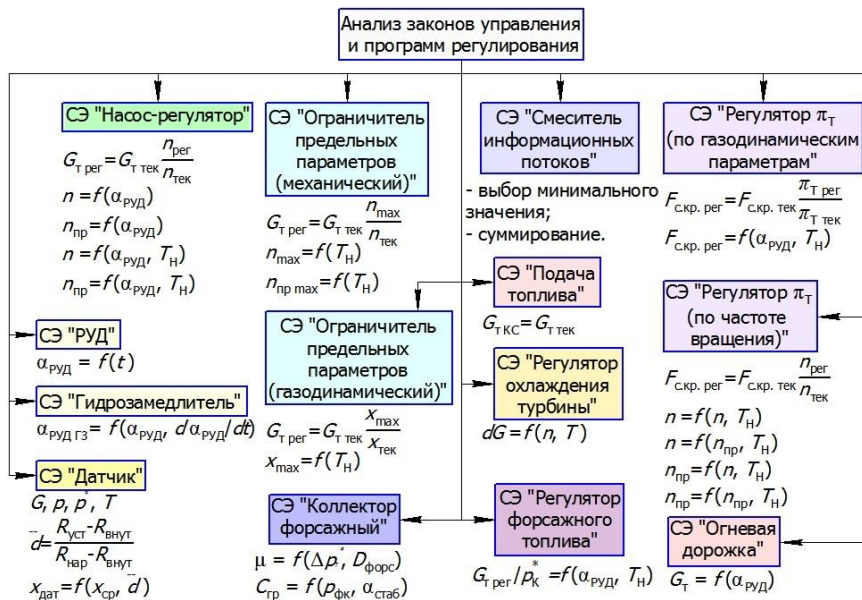 Анализ законов управления
и программ регулирования
СЭ "Насос-регулятор"
G_т рег=G_т тек n_рег/n_тек
n=f(α_РУД)
n_пр=f(α_РУД)
n=f(α_РУД, T_Н)
n_пр=f(α_РУД, T_Н)
СЭ "РУД"
α_РУД = f(t)
СЭ "Гидрозамедлитель"
α_РУД ГЗ=f(α_РУД, dα_РУД/dt)
СЭ "Датчик"
G, p, p*, T
d̄=(R_уст-R_внут)/(R_нар-R_внут)
x_дат=f(x_ср, d̄)
СЭ "Ограничитель
предельных
параметров
(механический)"
G_т рег=G_т тек n_max/n_тек
n_max=f(T_Н)
n_пр max=f(T_Н)
СЭ "Ограничитель
предельных
параметров
(газодинамический)"
G_т рег=G_т тек x_max/x_тек
x_max=f(T_Н)
СЭ "Коллектор
форсажный"
μ = f(Δp_т*, D_форс)
C_гр = f(p_фк, α_стаб)
СЭ "Смеситель
информационных
потоков"
- выбор минимального
значения;
- суммирование.
СЭ "Подача
топлива"
G_т КС=G_т тек
СЭ "Регулятор
охлаждения
турбины"
dG=f(n, T)
СЭ "Регулятор
форсажного
топлива"
G_т рег/p_К* =f(α_РУД, T_Н)
СЭ "Регулятор π_Т
(по газодинамическим
параметрам"
F_с.кр. рег=F_с.кр. тек π_Т рег/π_Т тек
F_с.кр. рег=f(α_РУД, T_Н)
СЭ "Регулятор π_Т
(по частоте
вращения)"
F_с.кр. рег=F_с.кр. тек n_рег/n_тек
n=f(n, T_Н)
n=f(n_пр, T_Н)
n_пр=f(n, T_Н)
n_пр=f(n_пр, T_Н)
СЭ "Огневая
дорожка"
G_т = f(α_РУД)